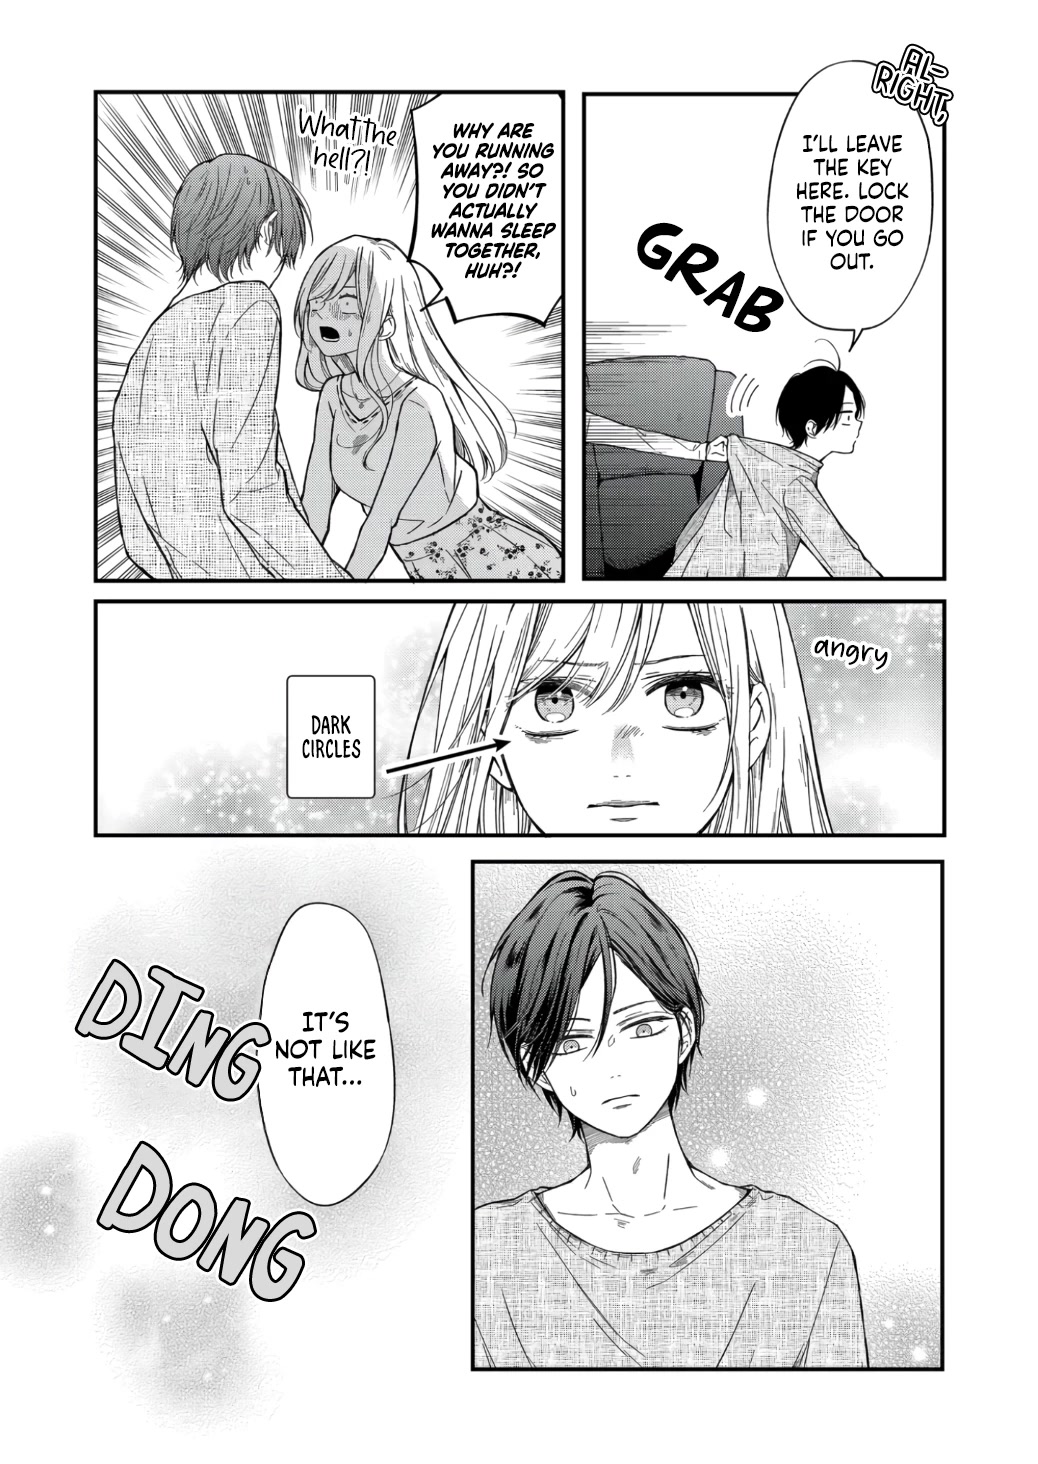 AL-
RIGHT,
I'LL LEAVE
THE KEY
HERE. LOCK
THE DOOR
IF YOU GO
OUT.
GRAB
WHY ARE
YOU RUNNING
AWAY?! SO
YOU DIDN'T
ACTUALLY
WANNA SLEEP
TOGETHER,
HUH?!
What the
hell?!
angry
DARK
CIRCLES
IT'S
NOT LIKE
THAT...
DING
DONG